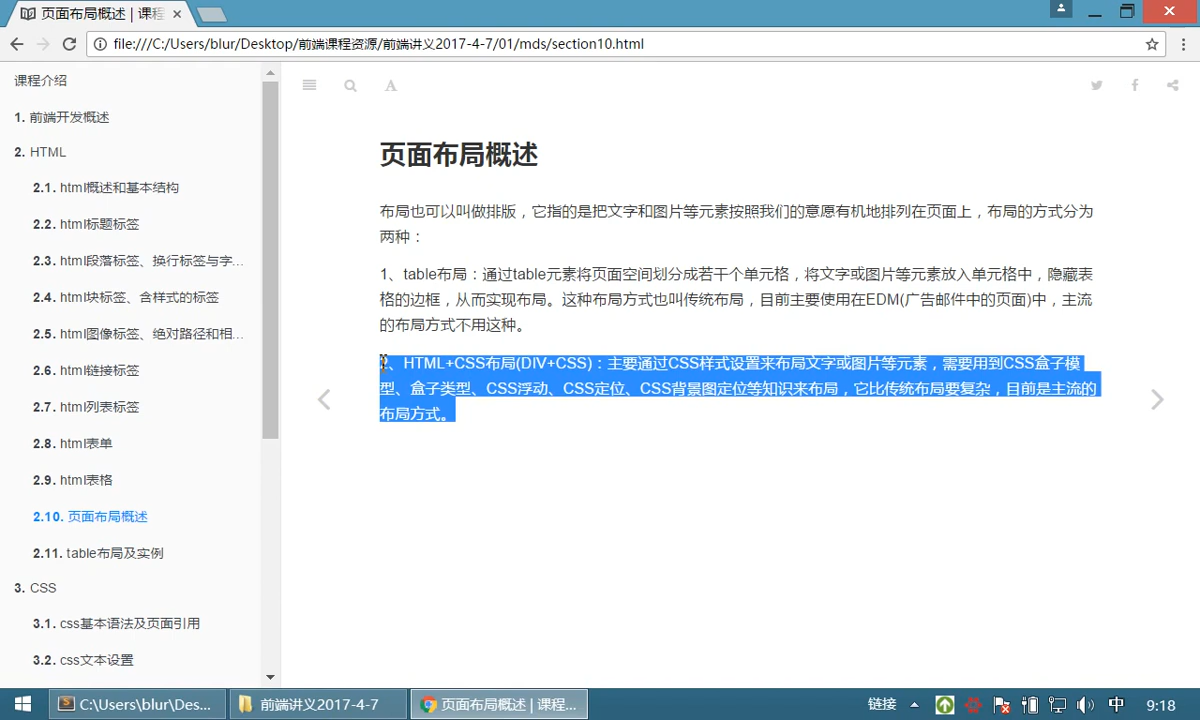 页面布局概述 | 课程
file:///C:/Users/blur/Desktop/前端课程资源/前端讲义2017-4-7/01/mds/section10.html
课程介绍
1. 前端开发概述
2. HTML
2.1. html概述和基本结构
2.2. html标题标签
2.3. html段落标签、换行标签与字...
2.4. html块标签、含样式的标签
2.5. html图像标签、绝对路径和相...
2.6. html链接标签
2.7. html列表标签
2.8. html表单
2.9. html表格
2.10. 页面布局概述
2.11. table布局及实例
3. CSS
3.1. css基本语法及页面引用
3.2. css文本设置
A
页面布局概述
布局也可以叫做排版，它指的是把文字和图片等元素按照我们的意愿有机地排列在页面上，布局的方式分为
两种：
1、table布局：通过table元素将页面空间划分成若干个单元格，将文字或图片等元素放入单元格中，隐藏表
格的边框，从而实现布局。这种布局方式也叫传统布局，目前主要使用在EDM(广告邮件中的页面)中，主流
的布局方式不用这种。
2、HTML+CSS布局(DIV+CSS)：主要通过CSS样式设置来布局文字或图片等元素，需要用到CSS盒子模
型、盒子类型、CSS浮动、CSS定位、CSS背景图定位等知识来布局，它比传统布局要复杂，目前是主流的
布局方式。
C:\Users\blur\Des...
前端讲义2017-4-7
页面布局概述 | 课程...
链接
中
9:18